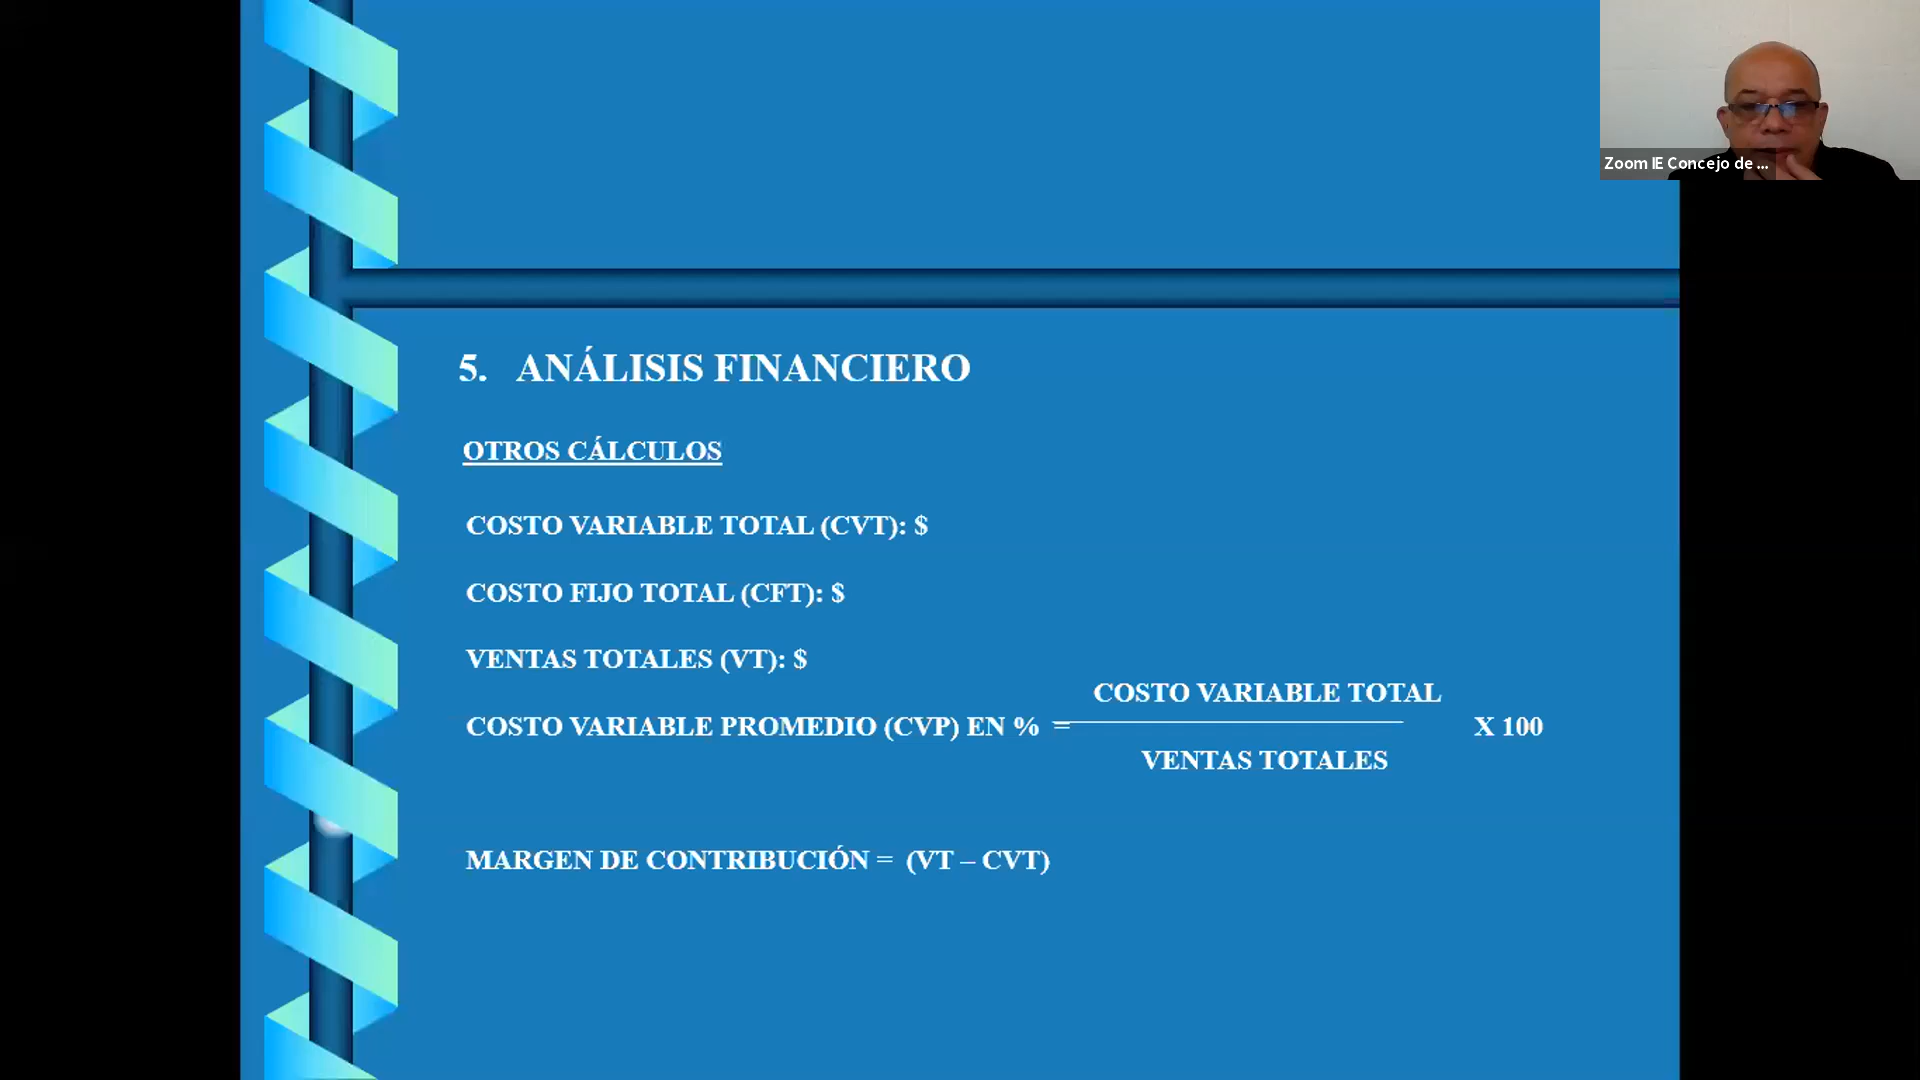 Zoom IE Concejo de ...
5. ANÁLISIS FINANCIERO
OTROS CÁLCULOS
COSTO VARIABLE TOTAL (CVT): $
COSTO FIJO TOTAL (CFT): $
VENTAS TOTALES (VT): $
COSTO VARIABLE TOTAL
COSTO VARIABLE PROMEDIO (CVP) EN % = X 100
VENTAS TOTALES
MARGEN DE CONTRIBUCIÓN = (VT – CVT)